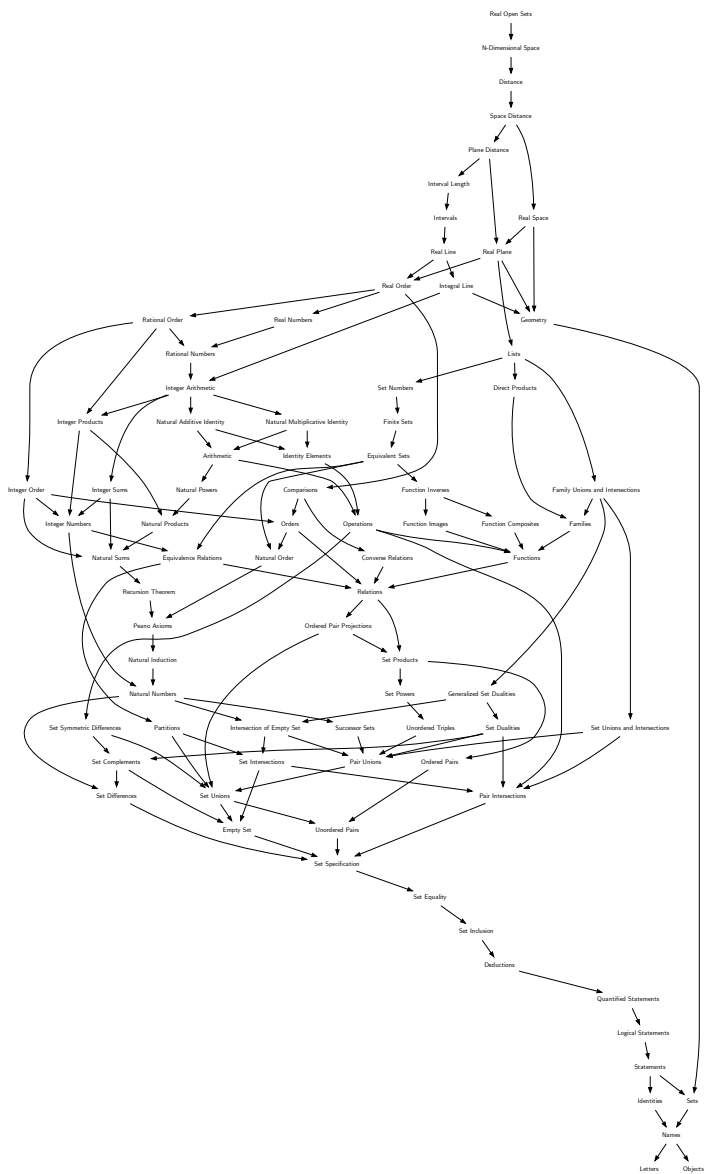 Real Open Sets
N-Dimensional Space
Distance
Space Distance
Plane Distance
Interval Length
Intervals
Real Space
Real Line
Real Plane
Real Order
Integral Line
Rational Order
Real Numbers
Geometry
Rational Numbers
Lists
Integer Arithmetic
Set Numbers
Direct Products
Integer Products
Natural Additive Identity
Natural Multiplicative Identity
Finite Sets
Arithmetic
Identity Elements
Equivalent Sets
Integer Order
Integer Sums
Natural Powers
Comparisons
Function Inverses
Family Unions and Intersections
Integer Numbers
Natural Products
Orders
Operations
Function Images
Function Composites
Families
Natural Sums
Equivalence Relations
Natural Order
Converse Relations
Functions
Recursion Theorem
Relations
Peano Axioms
Ordered Pair Projections
Natural Induction
Set Products
Natural Numbers
Set Powers
Generalized Set Dualities
Set Symmetric Differences
Partitions
Intersection of Empty Set
Successor Sets
Unordered Triples
Set Dualities
Set Unions and Intersections
Set Complements
Set Intersections
Pair Unions
Ordered Pairs
Set Differences
Set Unions
Pair Intersections
Empty Set
Unordered Pairs
Set Specification
Set Equality
Set Inclusion
Deductions
Quantified Statements
Logical Statements
Statements
Identities
Sets
Names
Letters
Objects